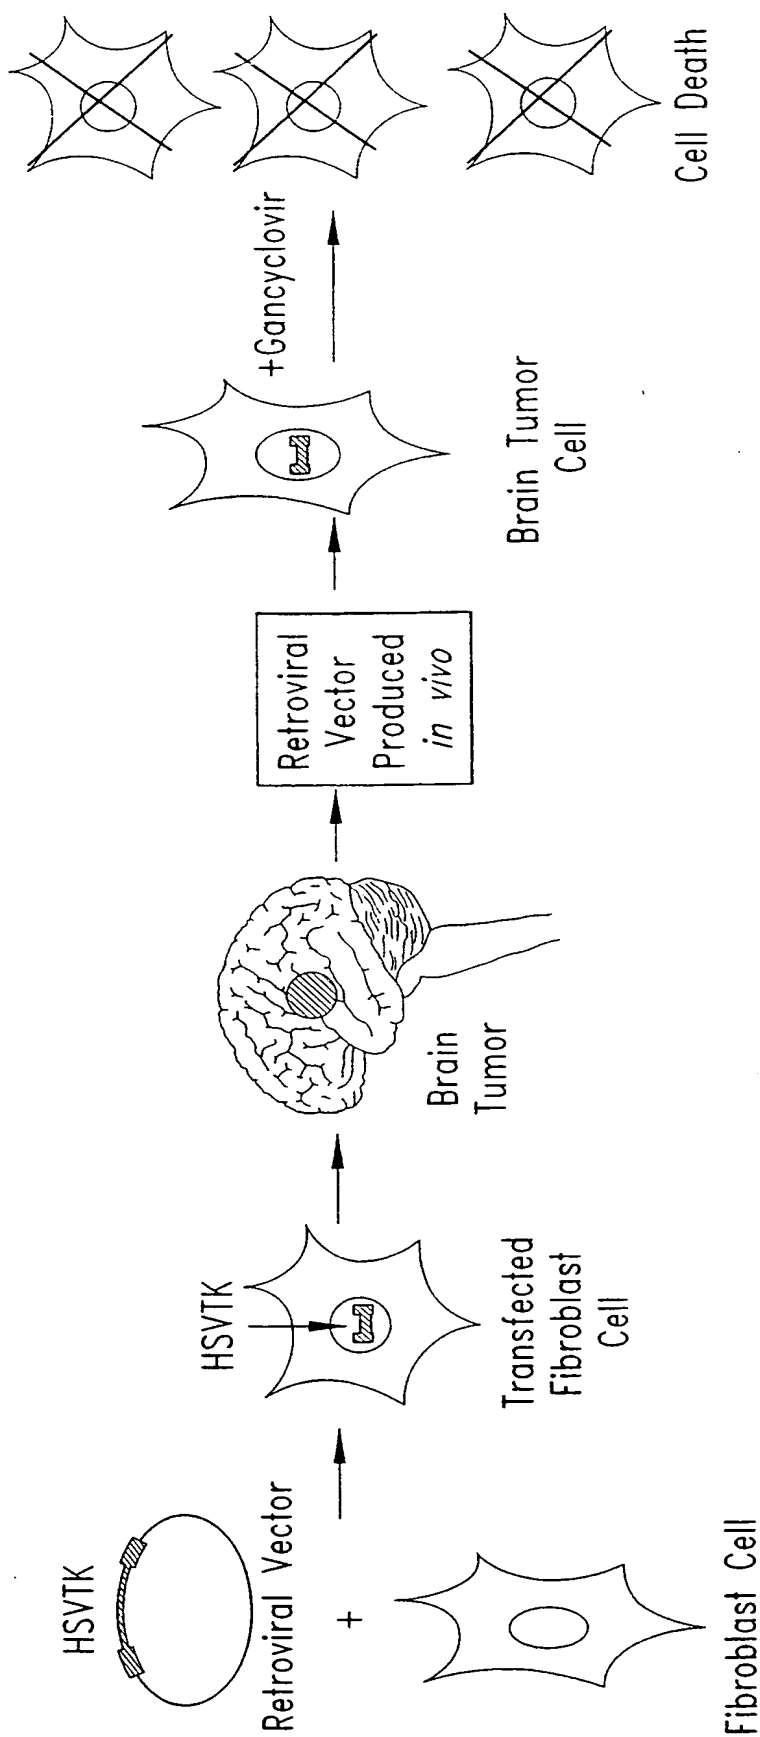 HSVTK
Retroviral Vector
+
Fibroblast Cell
HSVTK
Transfected
Fibroblast
Cell
Brain
Tumor
Retroviral
Vector
Produced
in vivo
Brain Tumor
Cell
+Gancyclovir
Cell Death